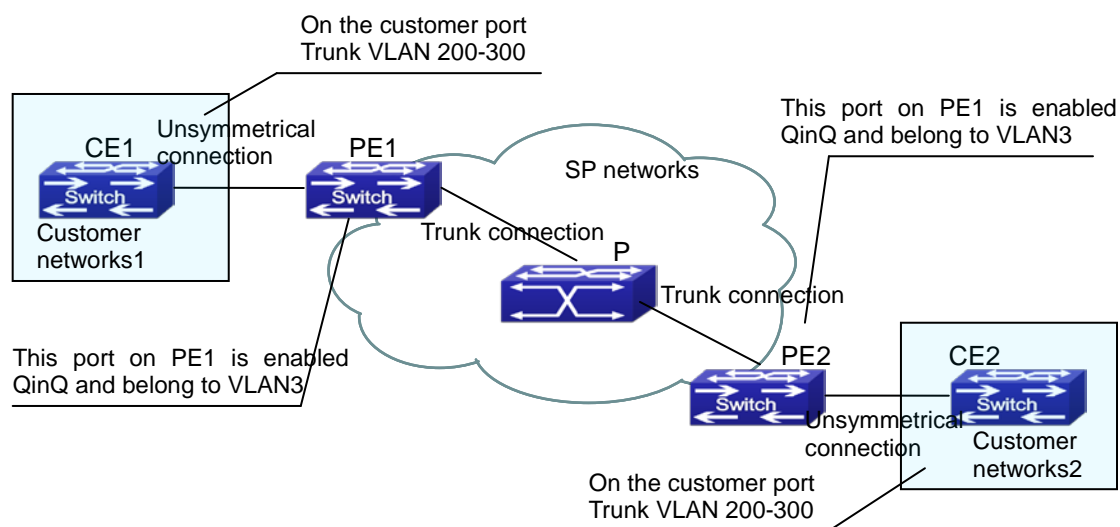 On the customer port
Trunk VLAN 200-300
This port on PE1 is enabled
QinQ and belong to VLAN3
Unsymmetrical
connection
CE1
PE1
SP networks
Switch
Switch
Customer
networks1
Trunk connection
P
Trunk connection
This port on PE1 is enabled
QinQ and belong to VLAN3
PE2
CE2
Switch
Switch
Unsymmetrical
connection
Customer
networks2
On the customer port
Trunk VLAN 200-300